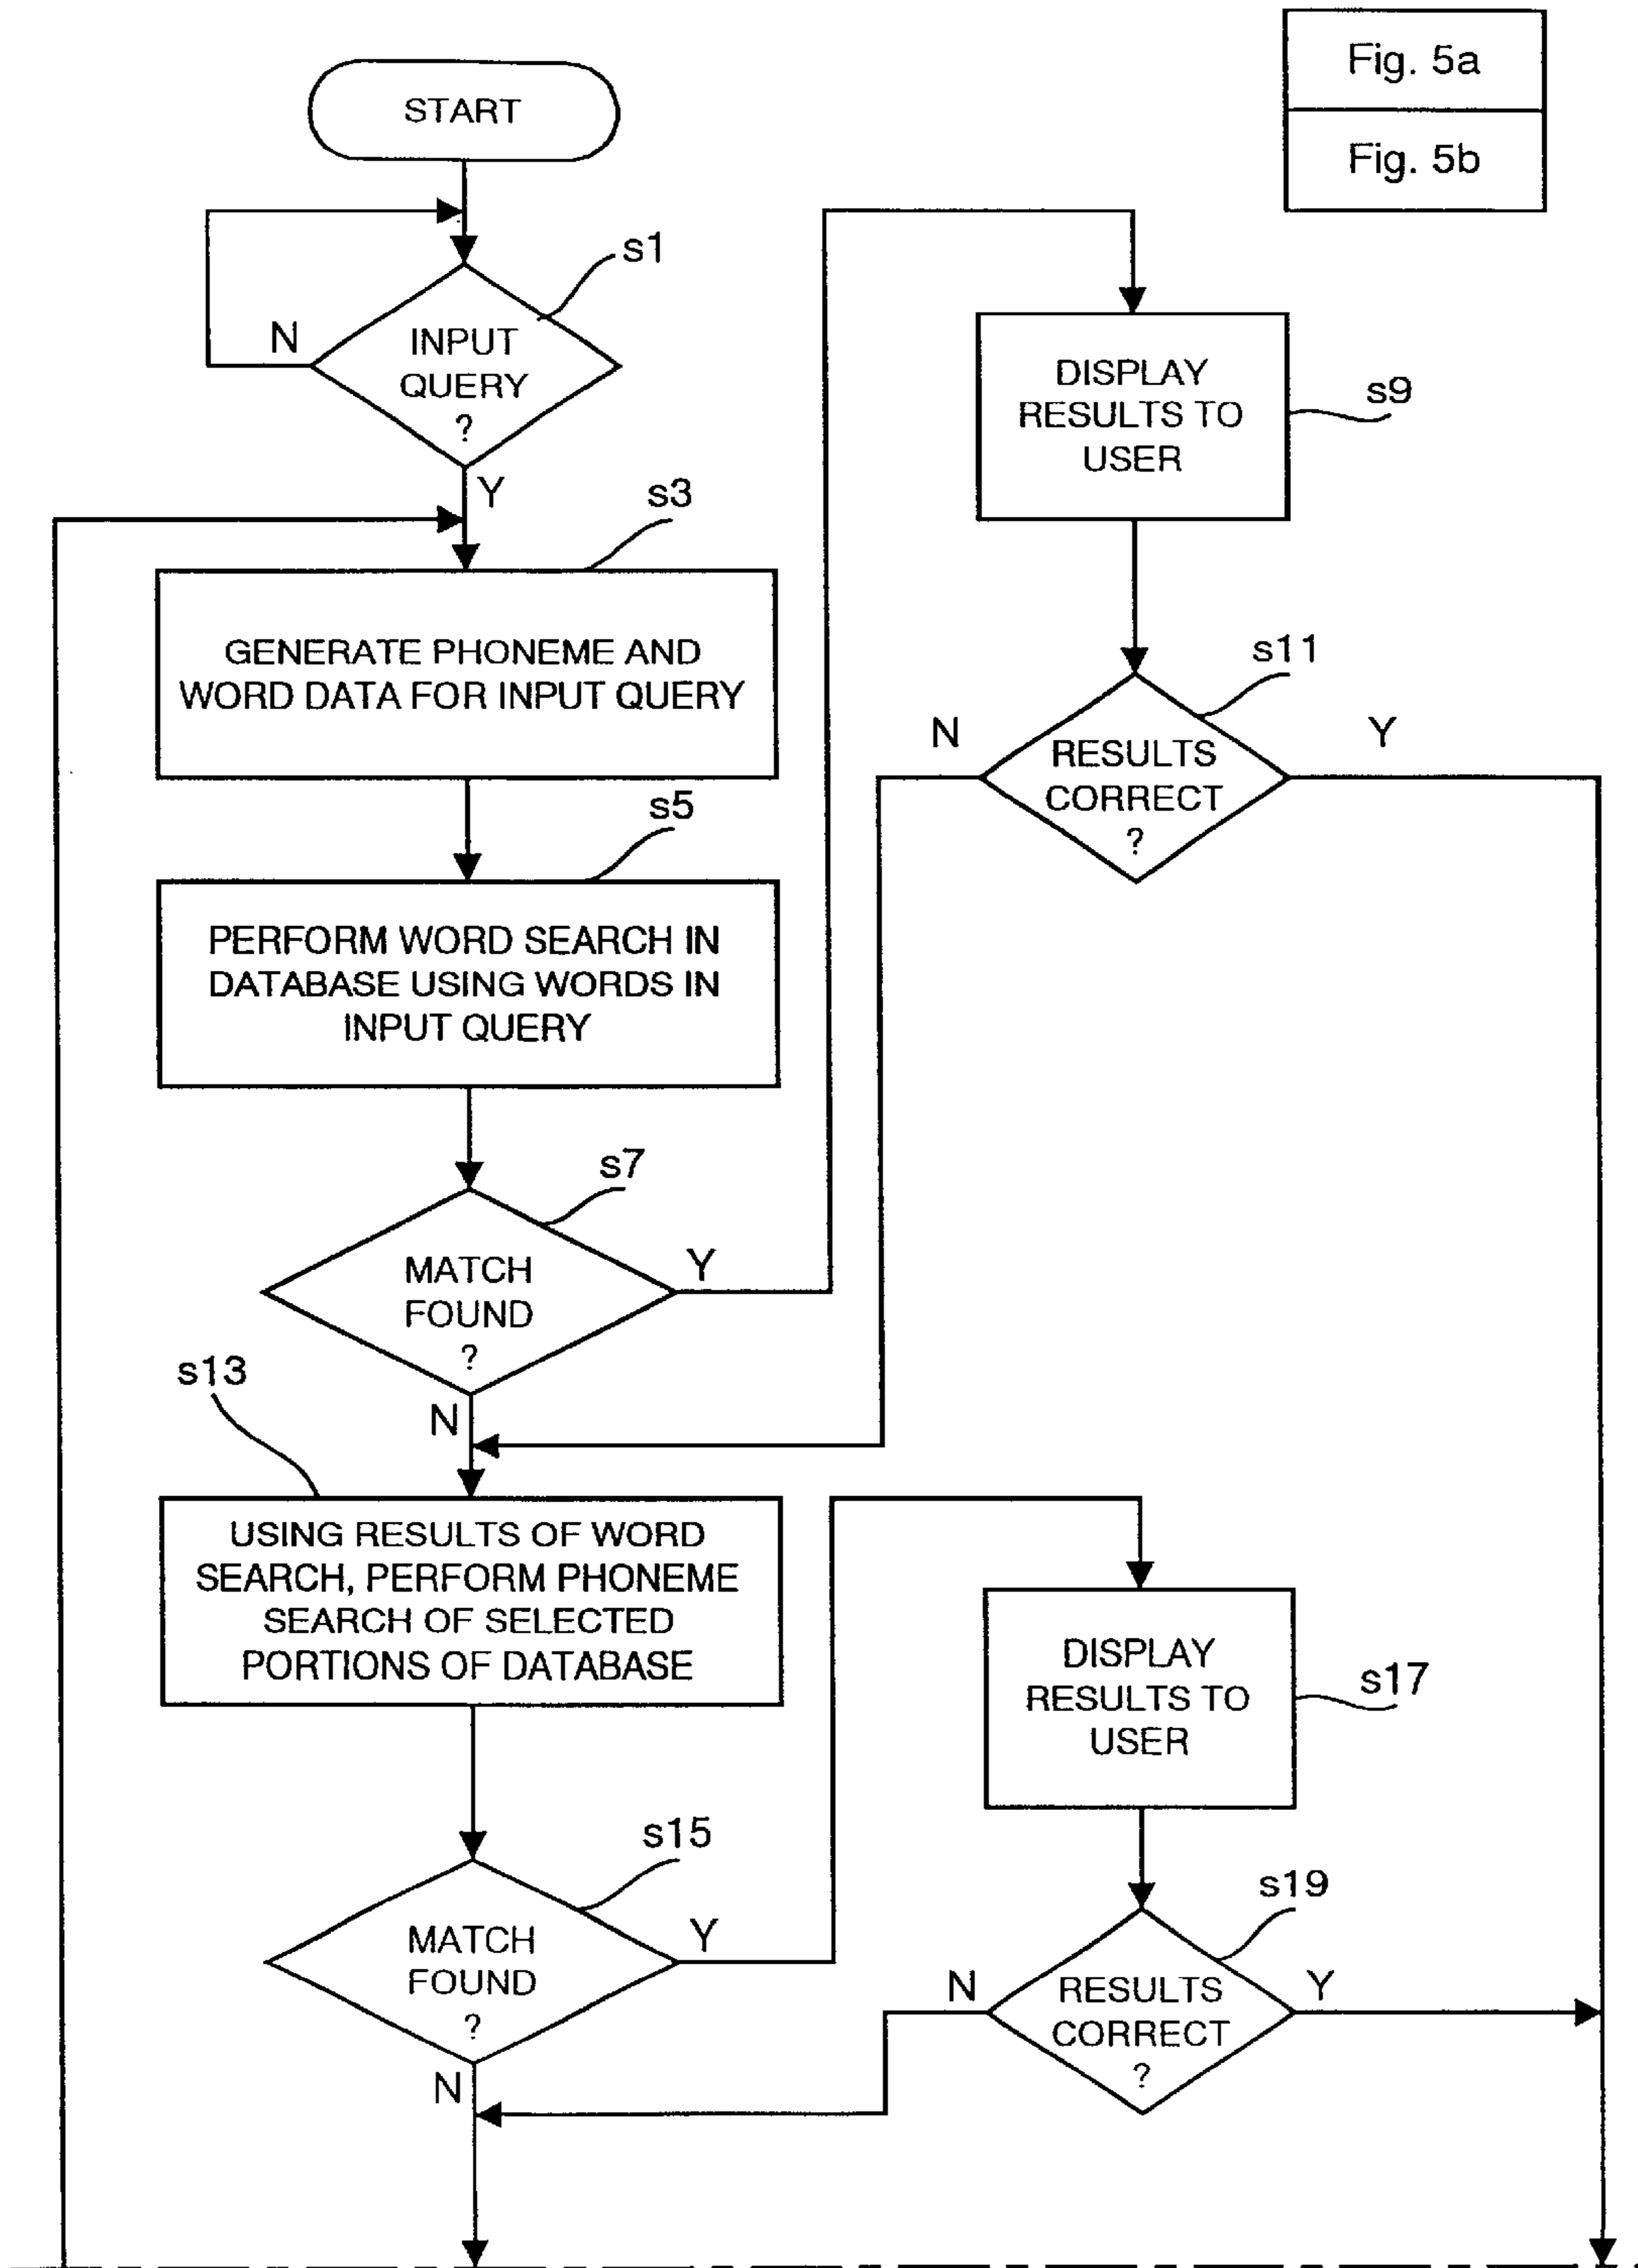 Fig. 5a
Fig. 5b
START
s1
N
INPUT
QUERY
?
Y
s3
GENERATE PHONEME AND
WORD DATA FOR INPUT QUERY
s5
PERFORM WORD SEARCH IN
DATABASE USING WORDS IN
INPUT QUERY
s7
MATCH
FOUND
?
Y
N
DISPLAY
RESULTS TO
USER
s9
s11
N
RESULTS
CORRECT
?
Y
s13
USING RESULTS OF WORD
SEARCH, PERFORM PHONEME
SEARCH OF SELECTED
PORTIONS OF DATABASE
s15
MATCH
FOUND
?
Y
N
DISPLAY
RESULTS TO
USER
s17
s19
N
RESULTS
CORRECT
?
Y